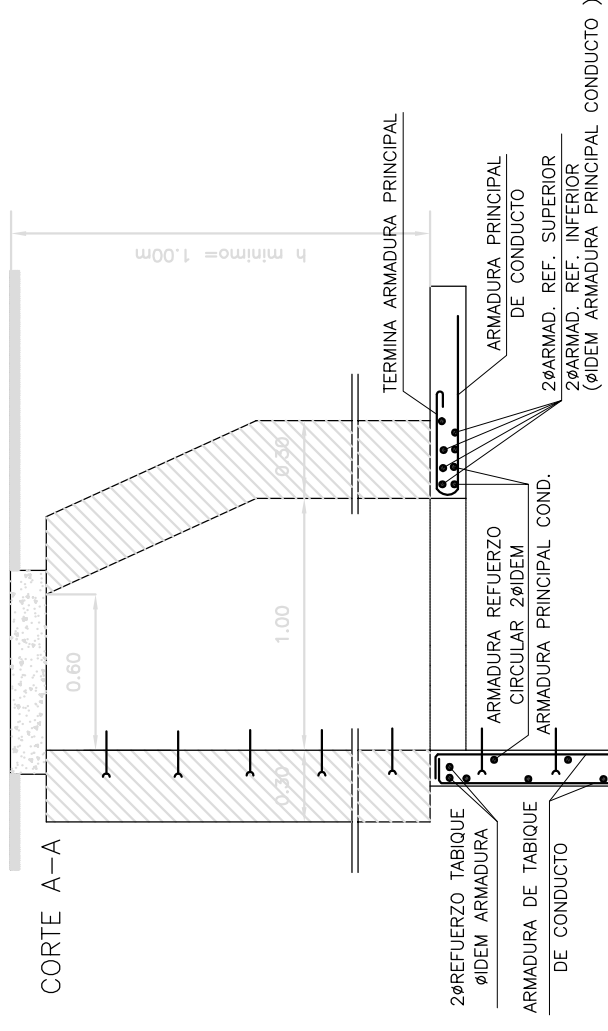 CORTE A-A
h minimo= 1.00m
0.60
1.00
0.30
0.30
TERMINA ARMADURA PRINCIPAL
ARMADURA PRINCIPAL
DE CONDUCTO
2øARMAD. REF. SUPERIOR
2øARMAD. REF. INFERIOR
(øIDEM ARMADURA PRINCIPAL CONDUCTO )
ARMADURA REFUERZO
CIRCULAR 2øIDEM
ARMADURA PRINCIPAL COND.
2øREFUERZO TABIQUE
øIDEM ARMADURA
ARMADURA DE TABIQUE
DE CONDUCTO